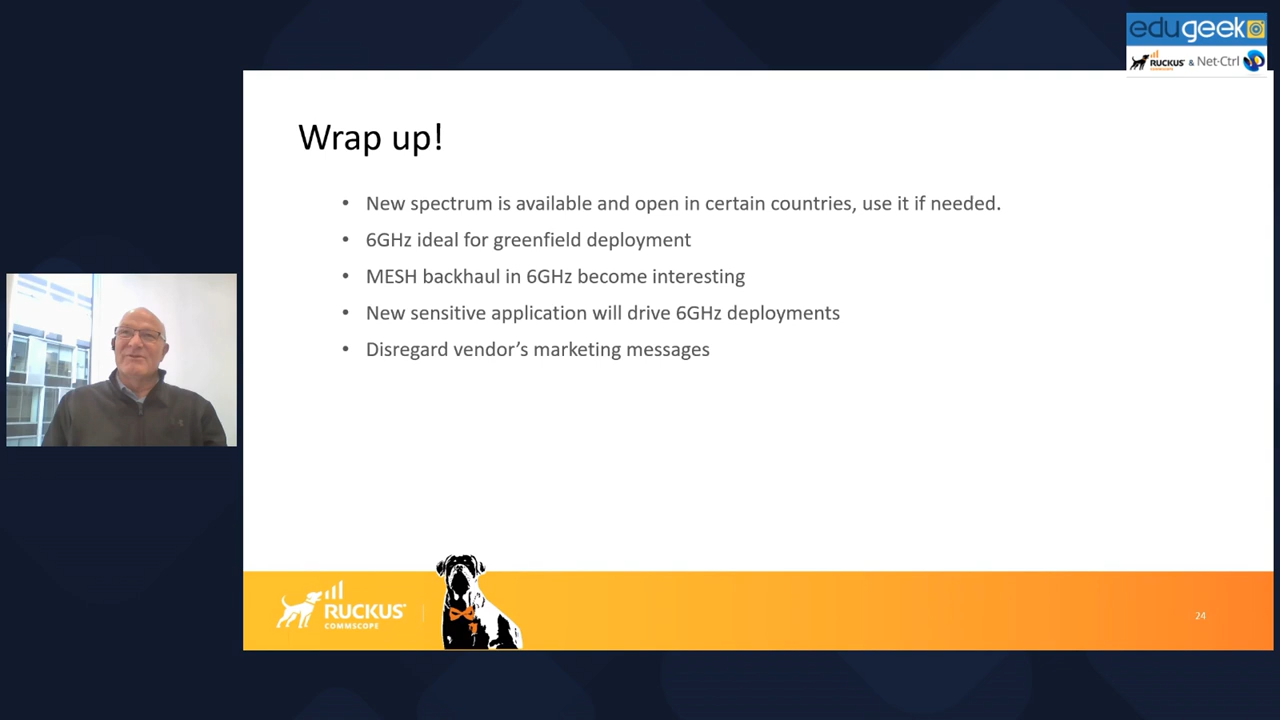 edugeek
RUCKUS & Net-Ctrl
COMMSCOPE
Wrap up!
• New spectrum is available and open in certain countries, use it if needed.
• 6GHz ideal for greenfield deployment
• MESH backhaul in 6GHz become interesting
• New sensitive application will drive 6GHz deployments
• Disregard vendor's marketing messages
RUCKUS
COMMSCOPE
24